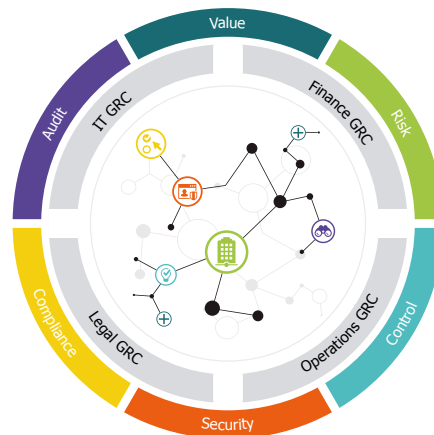 Value
Audit
IT GRC
Finance GRC
Risk
Compliance
Legal GRC
Operations GRC
Control
Security